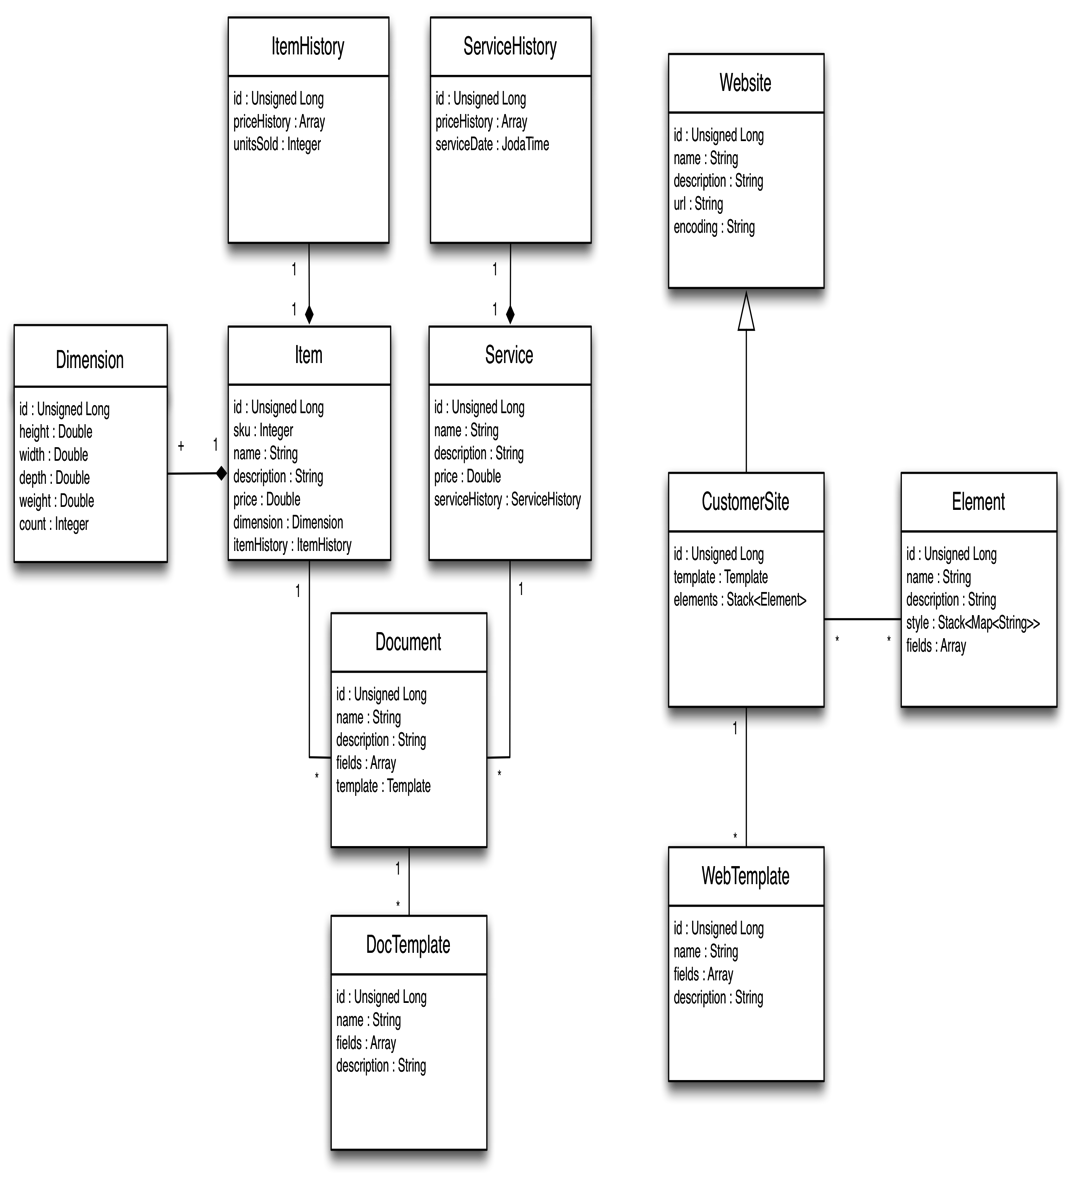 ItemHistory
id : Unsigned Long
priceHistory : Array
unitsSold : Integer
ServiceHistory
id : Unsigned Long
priceHistory : Array
serviceDate : JodaTime
Website
id : Unsigned Long
name : String
description : String
url : String
encoding : String
1
1
1
1
Dimension
id : Unsigned Long
height : Double
width : Double
depth : Double
weight : Double
count : Integer
+
1
Item
id : Unsigned Long
sku : Integer
name : String
description : String
price : Double
dimension : Dimension
itemHistory : ItemHistory
Service
id : Unsigned Long
name : String
description : String
price : Double
serviceHistory : ServiceHistory
CustomerSite
id : Unsigned Long
template : Template
elements : Stack<Element>
*
*
Element
id : Unsigned Long
name : String
description : String
style : Stack<Map<String>>
fields : Array
1
1
Document
id : Unsigned Long
name : String
description : String
fields : Array
template : Template
*
*
1
*
1
*
DocTemplate
id : Unsigned Long
name : String
fields : Array
description : String
WebTemplate
id : Unsigned Long
name : String
fields : Array
description : String